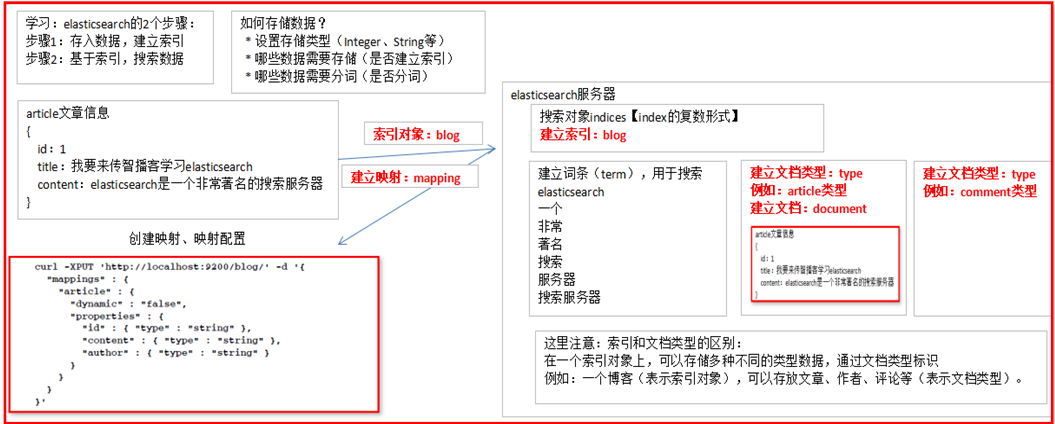 学习：elasticsearch的2个步骤：
步骤1：存入数据，建立索引
步骤2：基于索引，搜索数据
如何存储数据？
* 设置存储类型（Integer、String等）
* 哪些数据需要存储（是否建立索引）
* 哪些数据需要分词（是否分词）
article文章信息
{
id：1
title：我要来传智播客学习elasticsearch
content：elasticsearch是一个非常著名的搜索服务器
}
索引对象：blog
建立映射：mapping
创建映射、映射配置
curl -XPUT 'http://localhost:9200/blog/' -d '{
"mappings" : {
"article" : {
"dynamic" : "false",
"properties" : {
"id" : { "type" : "string" },
"content" : { "type" : "string" },
"author" : { "type" : "string" }
}
}
}
}'
elasticsearch服务器
搜索对象indices【index的复数形式】
建立索引：blog
建立词条（term），用于搜索
elasticsearch
一个
非常
著名
搜索
服务器
搜索服务器
建立文档类型：type
例如：article类型
建立文档：document
article文章信息
{
id：1
title：我要来传智播客学习elasticsearch
content：elasticsearch是一个非常著名的搜索服务器
}
建立文档类型：type
例如：comment类型
这里注意：索引和文档类型的区别：
在一个索引对象上，可以存储多种不同的类型数据，通过文档类型标识
例如：一个博客（表示索引对象），可以存放文章、作者、评论等（表示文档类型）。